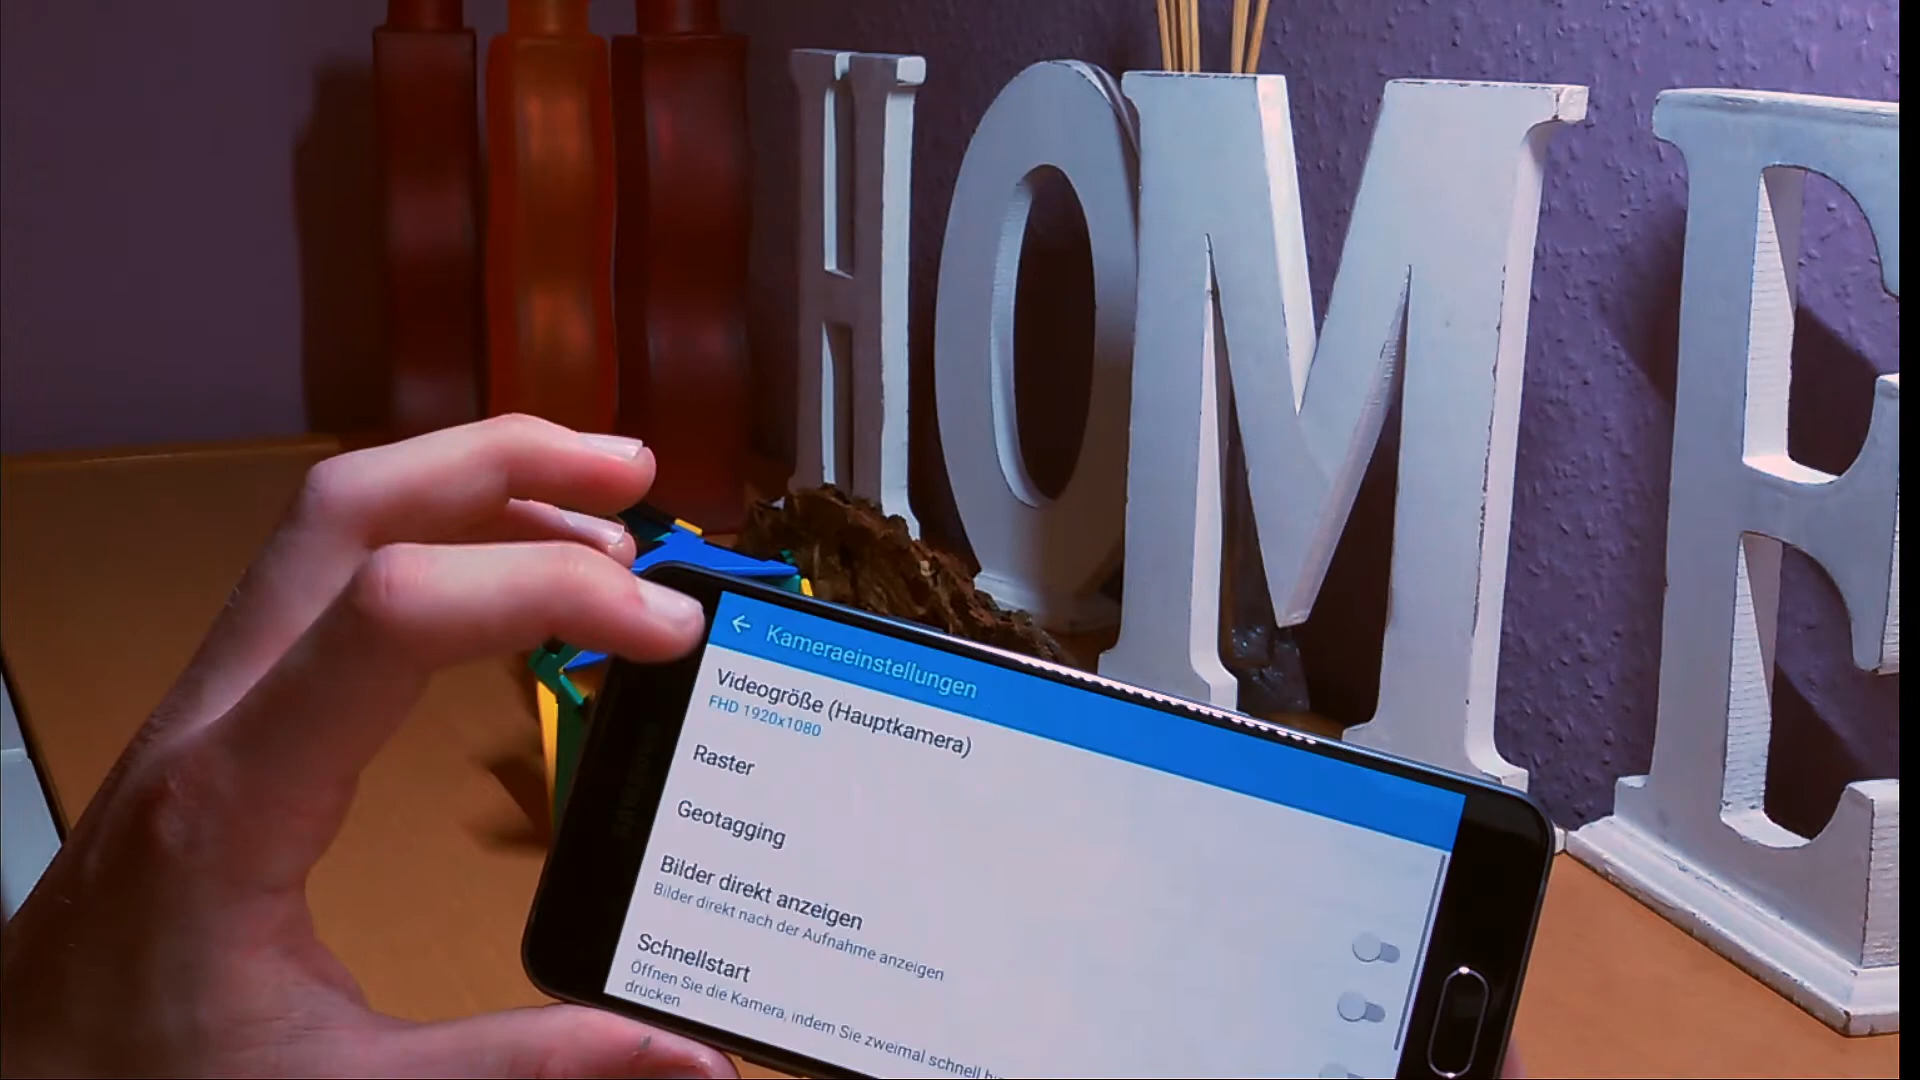 HOME
Kameraeinstellungen
Videogröße (Hauptkamera)
FHD 1920x1080
Raster
Geotagging
Bilder direkt anzeigen
Bilder direkt nach der Aufnahme anzeigen
Schnellstart
Öffnen Sie die Kamera, indem Sie zweimal schnell
drücken